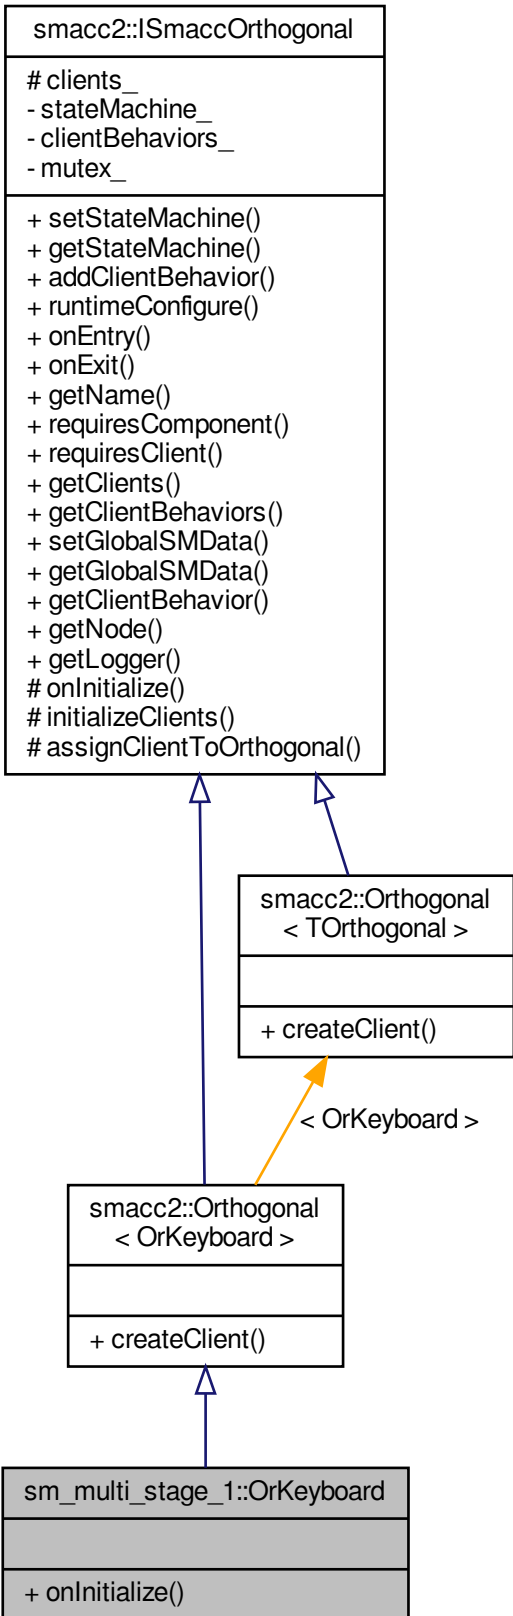 smacc2::ISmaccOrthogonal
# clients_
- stateMachine_
- clientBehaviors_
- mutex_
+ setStateMachine()
+ getStateMachine()
+ addClientBehavior()
+ runtimeConfigure()
+ onEntry()
+ onExit()
+ getName()
+ requiresComponent()
+ requiresClient()
+ getClients()
+ getClientBehaviors()
+ setGlobalSMData()
+ getGlobalSMData()
+ getClientBehavior()
+ getNode()
+ getLogger()
# onInitialize()
# initializeClients()
# assignClientToOrthogonal()
smacc2::Orthogonal
< TOrthogonal >
+ createClient()
< OrKeyboard >
smacc2::Orthogonal
< OrKeyboard >
+ createClient()
sm_multi_stage_1::OrKeyboard
+ onInitialize()